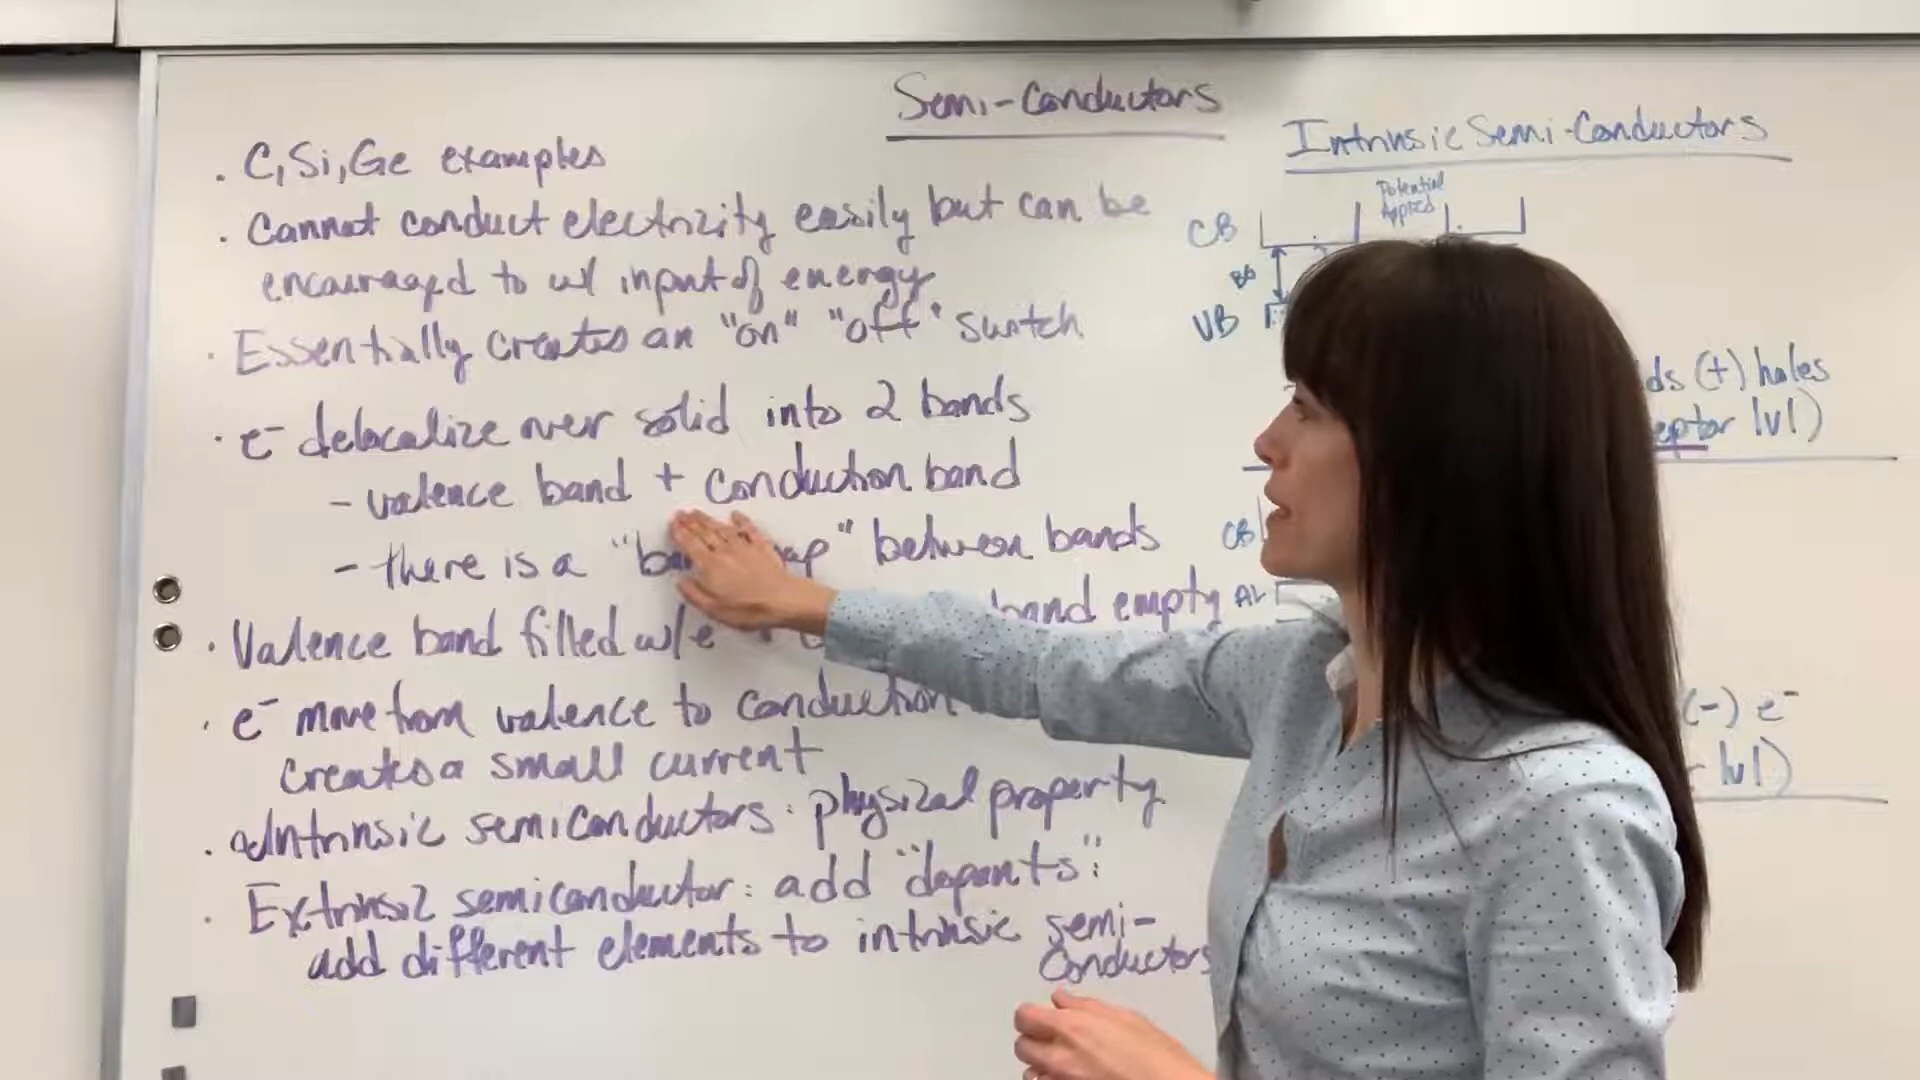 Semi-Conductors
. C, Si, Ge examples
. Cannot conduct electricity easily but can be
encouraged to w/ input of energy
. Essentially creates an "on" "off" switch
. e⁻ delocalize over solid into 2 bands
- valence band + conduction band
- there is a " " between bands
. Valence band filled w/ e band empty
. e⁻ move from valence to conduction
creates a small current
. Intrinsic semiconductors: physical property
. Extrinsic semiconductor: add "dopants":
add different elements to intrinsic semi-
conductors
Intrinsic Semi-Conductors
Potential
Applied
CB
BG
VB
(+) holes
lvl)
CB
AL
(-) e⁻
lvl)